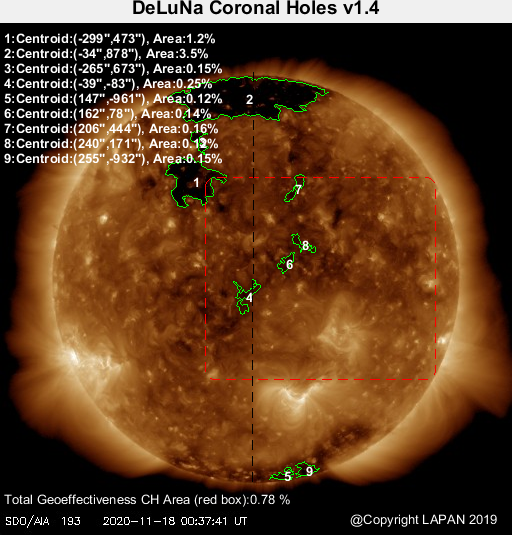 DeLuNa Coronal Holes v1.4
1:Centroid:(-299",473"), Area:1.2%
2:Centroid:(-34",878"), Area:3.5%
3:Centroid:(-265",673"), Area:0.15%
4:Centroid:(-39",-83"), Area:0.25%
5:Centroid:(147",-961"), Area:0.12%
6:Centroid:(162",78"), Area:0.14%
7:Centroid:(206",444"), Area:0.16%
8:Centroid:(240",171"), Area:0.12%
9:Centroid:(255",-932"), Area:0.15%
2
3
1
7
8
6
4
5
9
Total Geoeffectiveness CH Area (red box):0.78 %
SDO/AIA 193 2020-11-18 00:37:41 UT
@Copyright LAPAN 2019